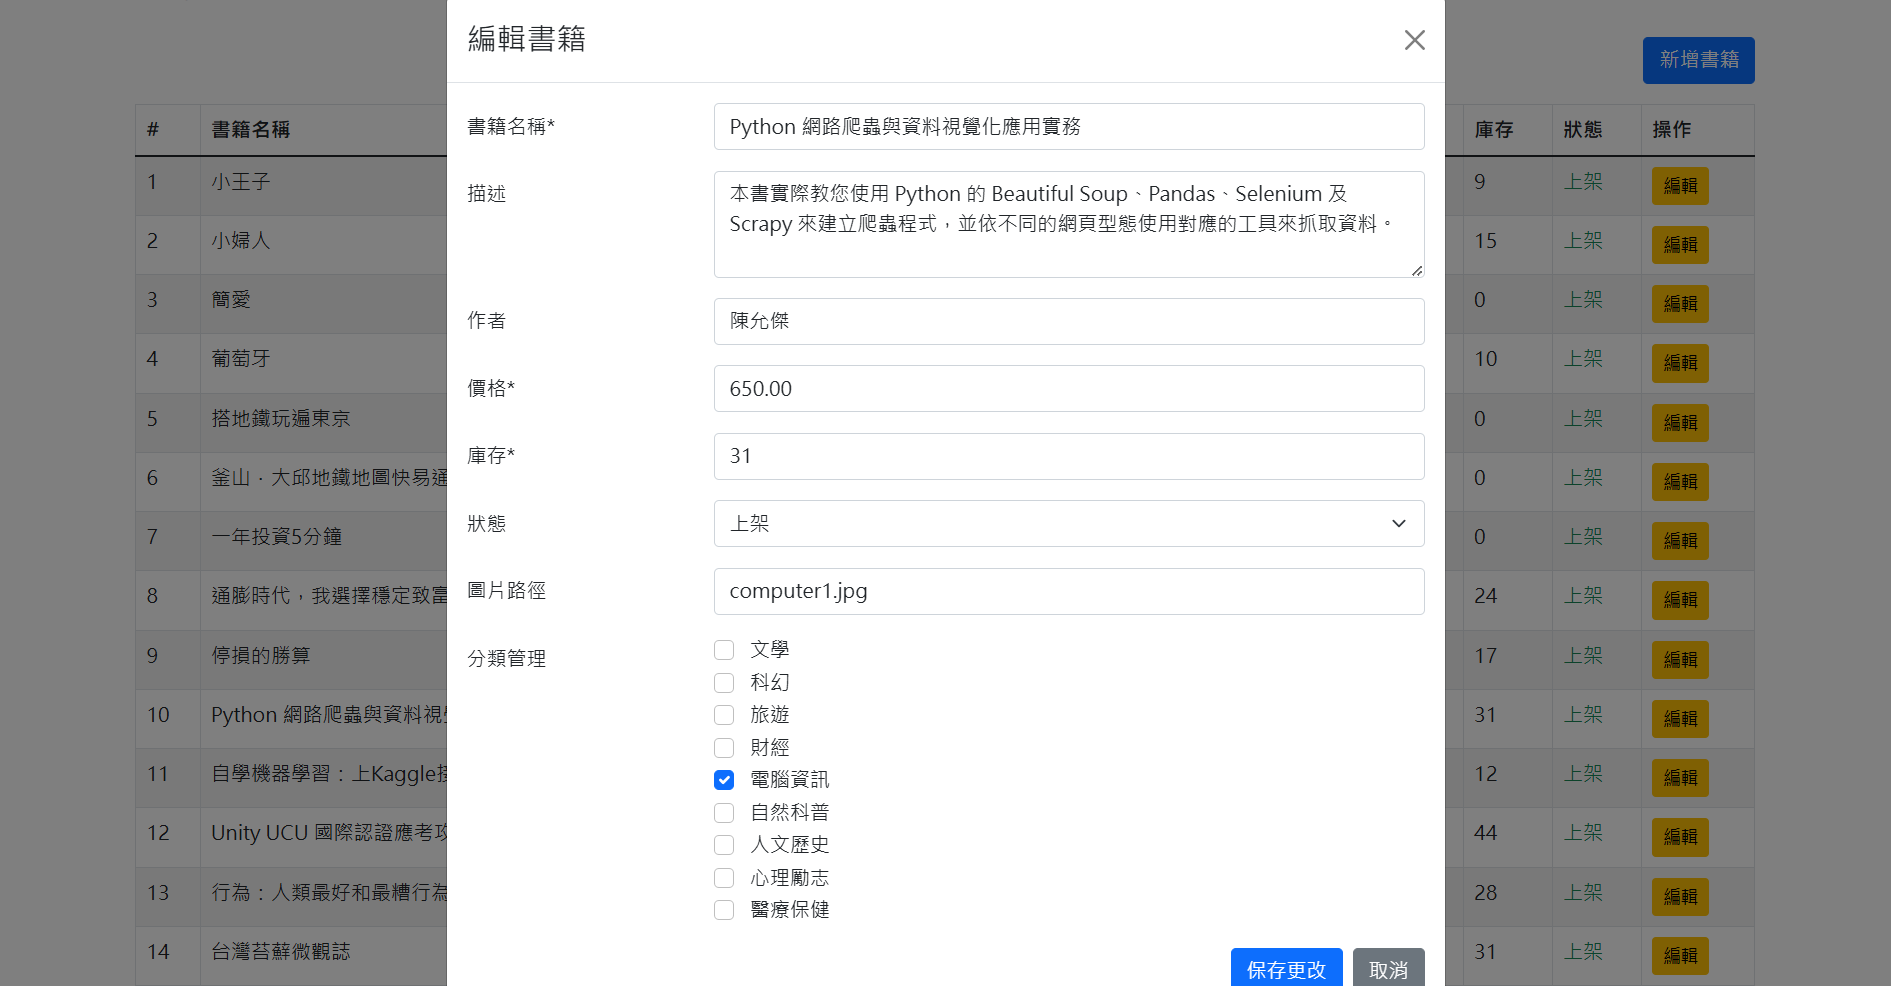 編輯書籍
新增書籍
# 書籍名稱 庫存 狀態 操作
1 小王子 9 上架 編輯
2 小婦人 15 上架 編輯
3 簡愛 0 上架 編輯
4 葡萄牙 10 上架 編輯
5 搭地鐵玩遍東京 0 上架 編輯
6 釜山．大邱地鐵地圖快易通 0 上架 編輯
7 一年投資5分鐘 0 上架 編輯
8 通膨時代，我選擇穩定致富 24 上架 編輯
9 停損的勝算 17 上架 編輯
10 Python 網路爬蟲與資料視 31 上架 編輯
11 自學機器學習：上Kaggle 12 上架 編輯
12 Unity UCU 國際認證應考 44 上架 編輯
13 行為：人類最好和最糟行為 28 上架 編輯
14 台灣苔蘚微觀誌 31 上架 編輯
書籍名稱* Python 網路爬蟲與資料視覺化應用實務
描述 本書實際教您使用 Python 的 Beautiful Soup、Pandas、Selenium 及
Scrapy 來建立爬蟲程式，並依不同的網頁型態使用對應的工具來抓取資料。
作者 陳允傑
價格* 650.00
庫存* 31
狀態 上架
圖片路徑 computer1.jpg
分類管理 文學
科幻
旅遊
財經
電腦資訊
自然科普
人文歷史
心理勵志
醫療保健
保存更改 取消